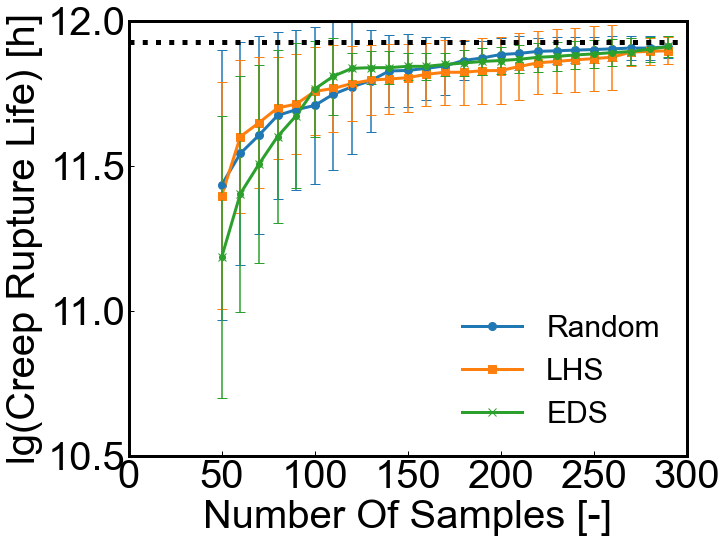 lg(Creep Rupture Life) [h]
12.0
11.5
11.0
10.5
0 50 100 150 200 250 300
Number Of Samples [-]
Random
LHS
EDS